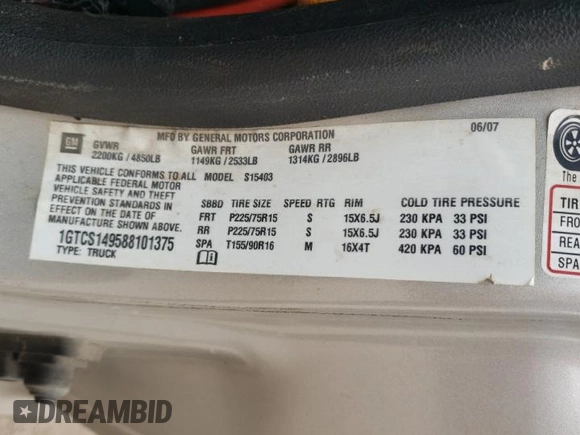 MFD BY GENERAL MOTORS CORPORATION 06/07
GM
GVWR GAWR FRT GAWR RR
2200KG / 4850LB 1149KG / 2533LB 1314KG / 2896LB
THIS VEHICLE CONFORMS TO ALL MODEL S15403
APPLICABLE FEDERAL MOTOR
VEHICLE SAFETY AND THEFT
PREVENTION STANDARDS IN
EFFECT ON THE DATE OF
MANUFACTURE SHOWN ABOVE.
1GTCS149588101375
TYPE: TRUCK
SB6D TIRE SIZE SPEED RTG RIM COLD TIRE PRESSURE
FRT P225/75R15 S 15X6.5J 230 KPA 33 PSI
RR P225/75R15 S 15X6.5J 230 KPA 33 PSI
SPA T155/90R16 M 16X4T 420 KPA 60 PSI
The
TIR
FRO
REA
SPA
DREAMBID